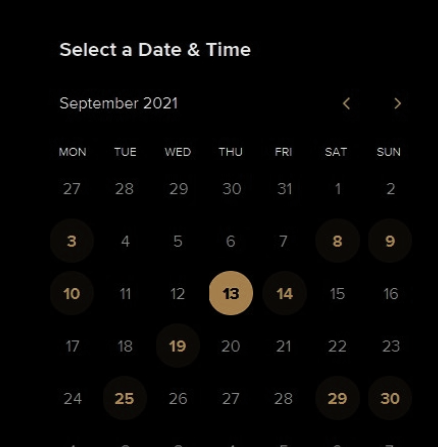 Select a Date & Time
September 2021
MON TUE WED THU FRI SAT SUN
27 28 29 30 31 1 2
3 4 5 6 7 8 9
10 11 12 13 14 15 16
17 18 19 20 21 22 23
24 25 26 27 28 29 30